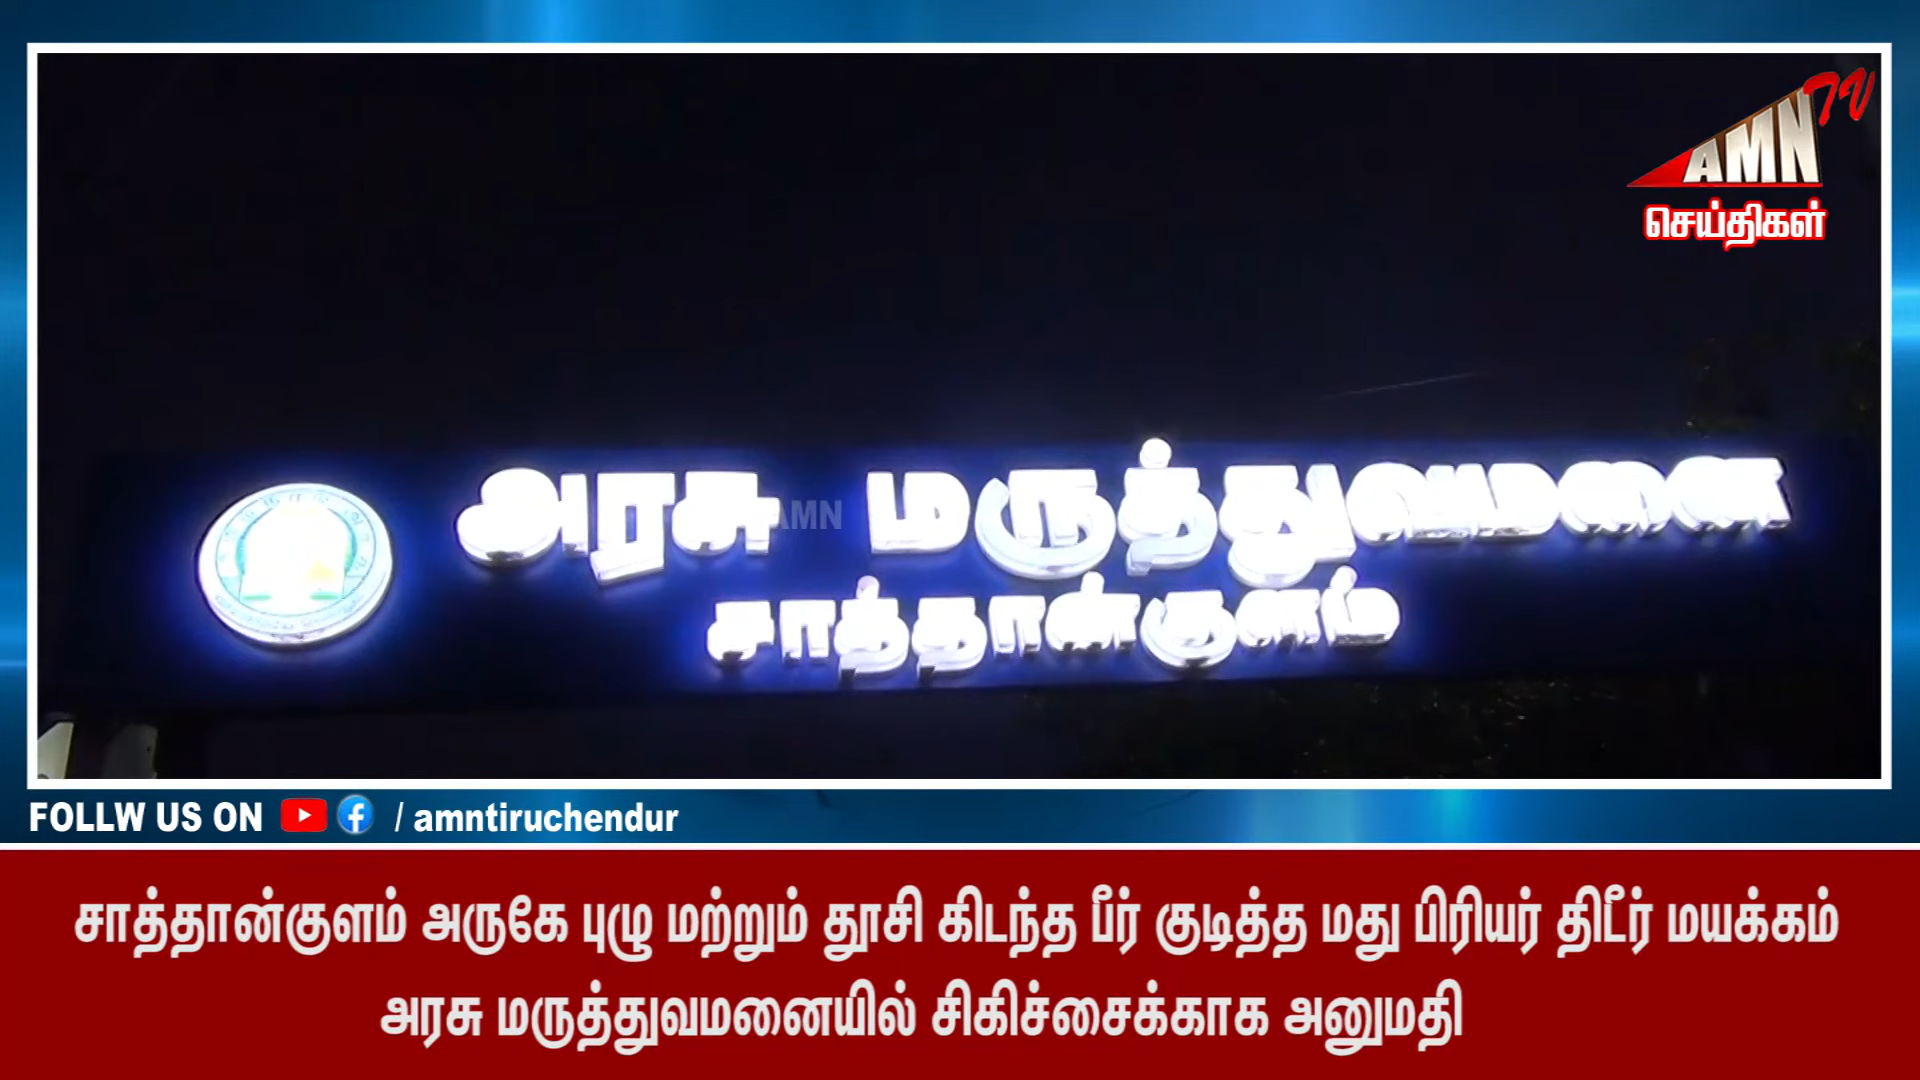 AMN TV
செய்திகள்
அரசு மருத்துவமனை
AMN
சாத்தான்குளம்
FOLLW US ON / amntiruchendur
சாத்தான்குளம் அருகே புழு மற்றும் தூசி கிடந்த பீர் குடித்த மது பிரியர் திடீர் மயக்கம்
அரசு மருத்துவமனையில் சிகிச்சைக்காக அனுமதி